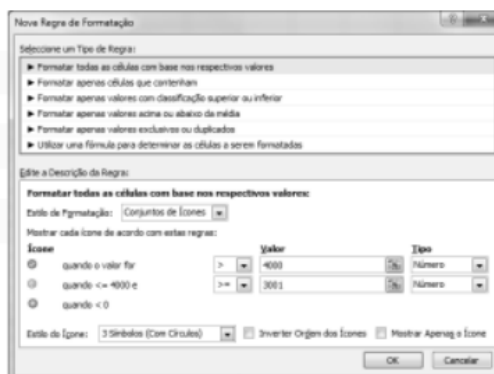 Nova Regra de Formatação
Seleccione um Tipo de Regra:
► Formatar todas as células com base nos respectivos valores
► Formatar apenas células que contenham
► Formatar apenas valores com classificação superior ou inferior
► Formatar apenas valores acima ou abaixo da média
► Formatar apenas valores exclusivos ou duplicados
► Utilizar uma fórmula para determinar as células a serem formatadas
Edite a Descrição da Regra:
Formatar todas as células com base nos respectivos valores:
Estilo de Formatação: Conjuntos de Ícones
Mostrar cada ícone de acordo com estas regras:
Ícone Valor Tipo
quando o valor for > 4000 Número
quando <= 4000 e >= 3001 Número
quando < 0
Estilo do Ícone: 3 Símbolos (Com Círculos) Inverter Ordem dos Ícones Mostrar Apenas o Ícone
OK Cancelar